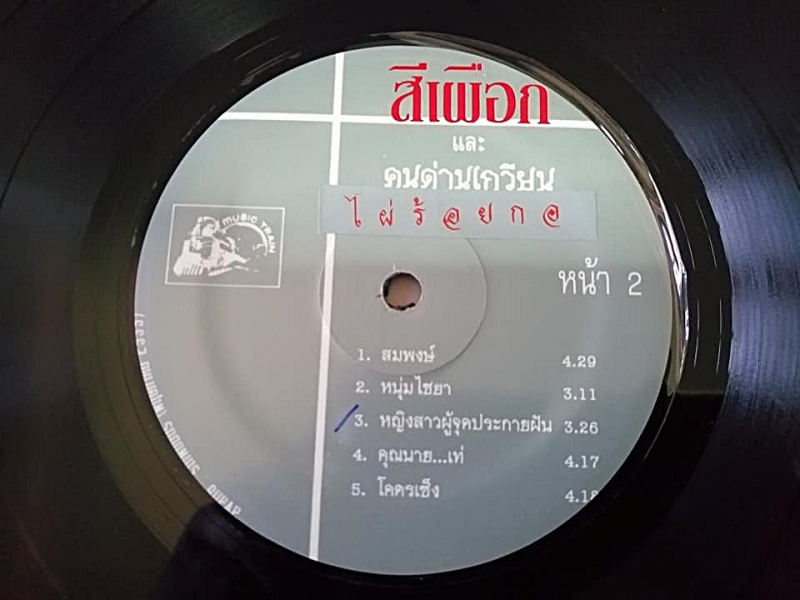 สีเผือก
และ
คนด่านเกวียน
ไผ่ร้อยกอ
MUSIC TRAIN
หน้า 2
1. สมพงษ์ 4.29
2. หนุ่มไชยา 3.11
3. หญิงสาวผู้จุดประกายฝัน 3.26
4. คุณนาย...เท่ 4.17
5. โคตรเซ็ง 4.18